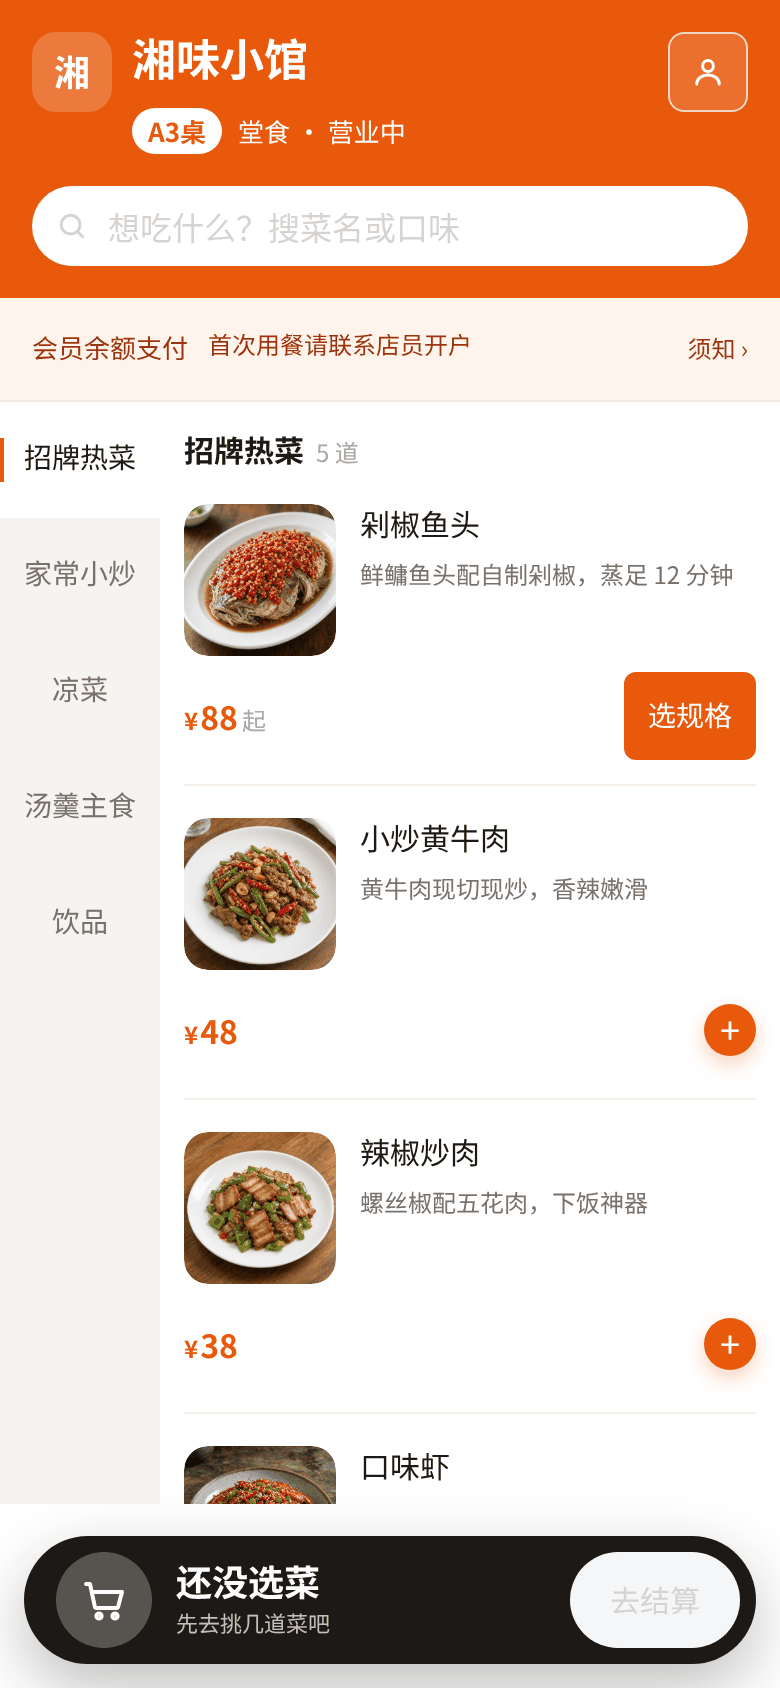 湘
湘味小馆
A3桌 堂食 · 营业中
想吃什么？搜菜名或口味
会员余额支付 首次用餐请联系店员开户 须知 ›
招牌热菜
家常小炒
凉菜
汤羹主食
饮品
招牌热菜 5 道
剁椒鱼头
鲜鳙鱼头配自制剁椒，蒸足 12 分钟
¥88 起
选规格
小炒黄牛肉
黄牛肉现切现炒，香辣嫩滑
¥48
+
辣椒炒肉
螺丝椒配五花肉，下饭神器
¥38
+
口味虾
还没选菜
先去挑几道菜吧
去结算